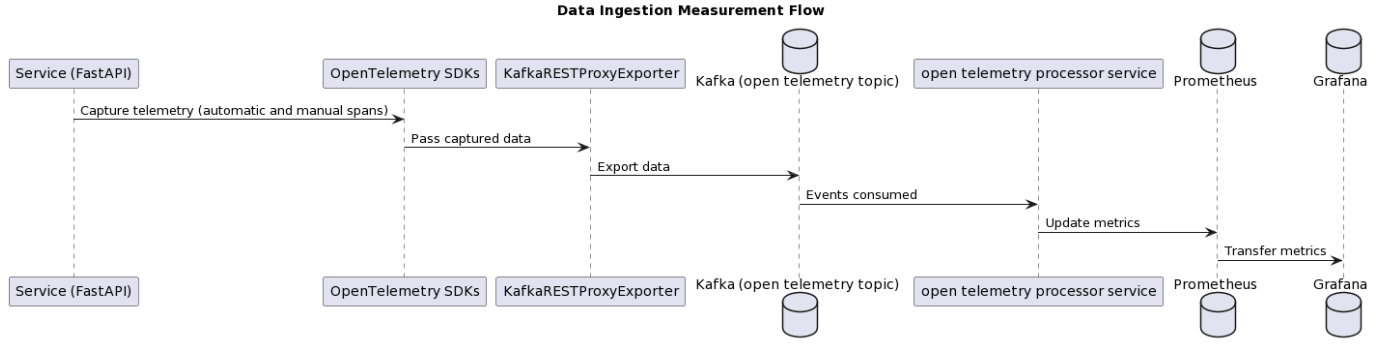 Data Ingestion Measurement Flow
Service (FastAPI)
OpenTelemetry SDKs
KafkaRESTProxyExporter
Kafka (open telemetry topic)
open telemetry processor service
Prometheus
Grafana
Capture telemetry (automatic and manual spans)
Pass captured data
Export data
Events consumed
Update metrics
Transfer metrics
Service (FastAPI)
OpenTelemetry SDKs
KafkaRESTProxyExporter
Kafka (open telemetry topic)
open telemetry processor service
Prometheus
Grafana